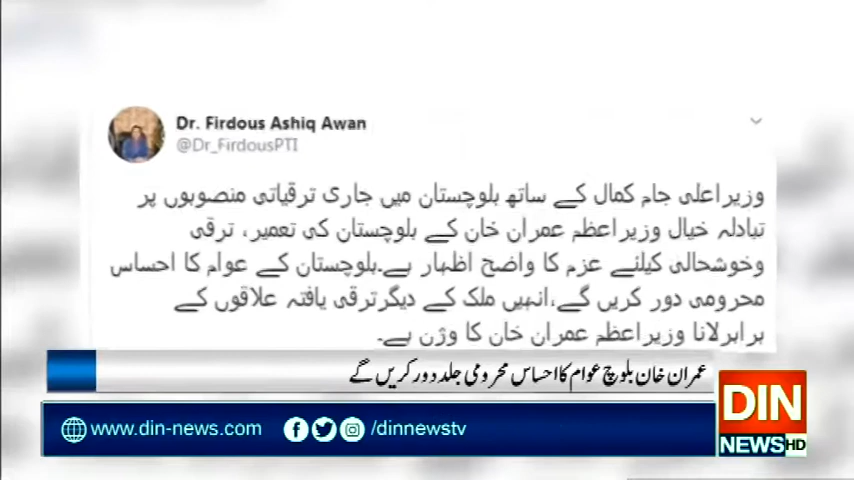 Dr. Firdous Ashiq Awan
@Dr_FirdousPTI
وزیراعلی جام کمال کے ساتھ بلوچستان میں جاری ترقیاتی منصوبوں پر
تبادلہ خیال وزیراعظم عمران خان کے بلوچستان کی تعمیر، ترقی
وخوشحالی کیلئے عزم کا واضح اظہار ہے۔بلوچستان کے عوام کا احساس
محرومی دور کریں گے،انہیں ملک کے دیگرترقی یافتہ علاقوں کے
برابرلانا وزیراعظم عمران خان کا وژن ہے۔
عمران خان بلوچ عوام کا احساس محرومی جلد دور کریں گے
www.din-news.com
/dinnewstv
DIN
NEWS HD